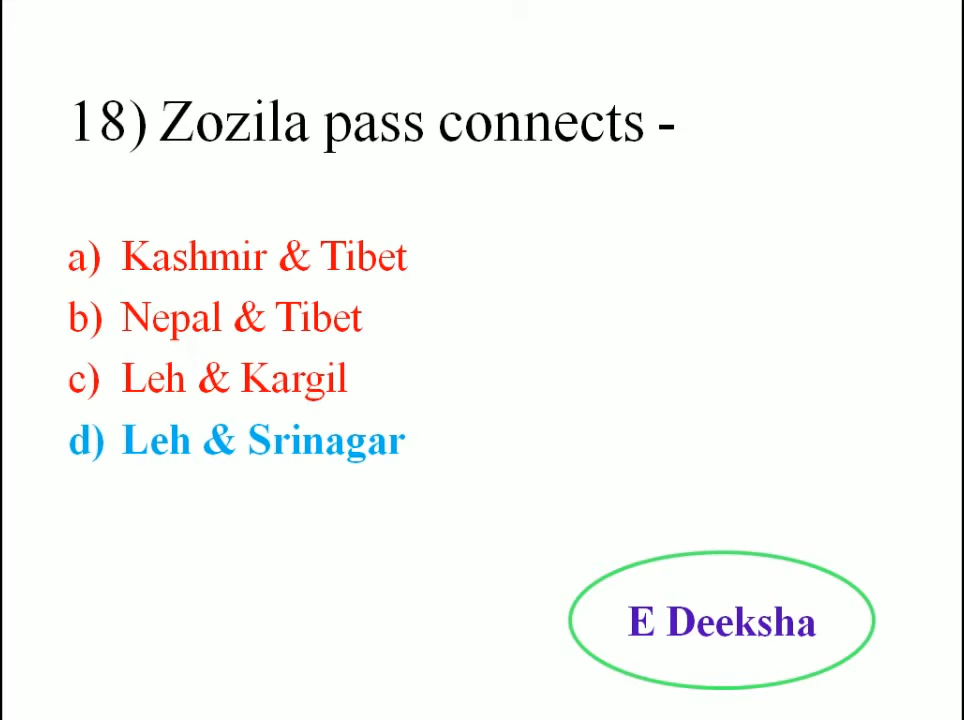 18) Zozila pass connects -
a) Kashmir & Tibet
b) Nepal & Tibet
c) Leh & Kargil
d) Leh & Srinagar
E Deeksha